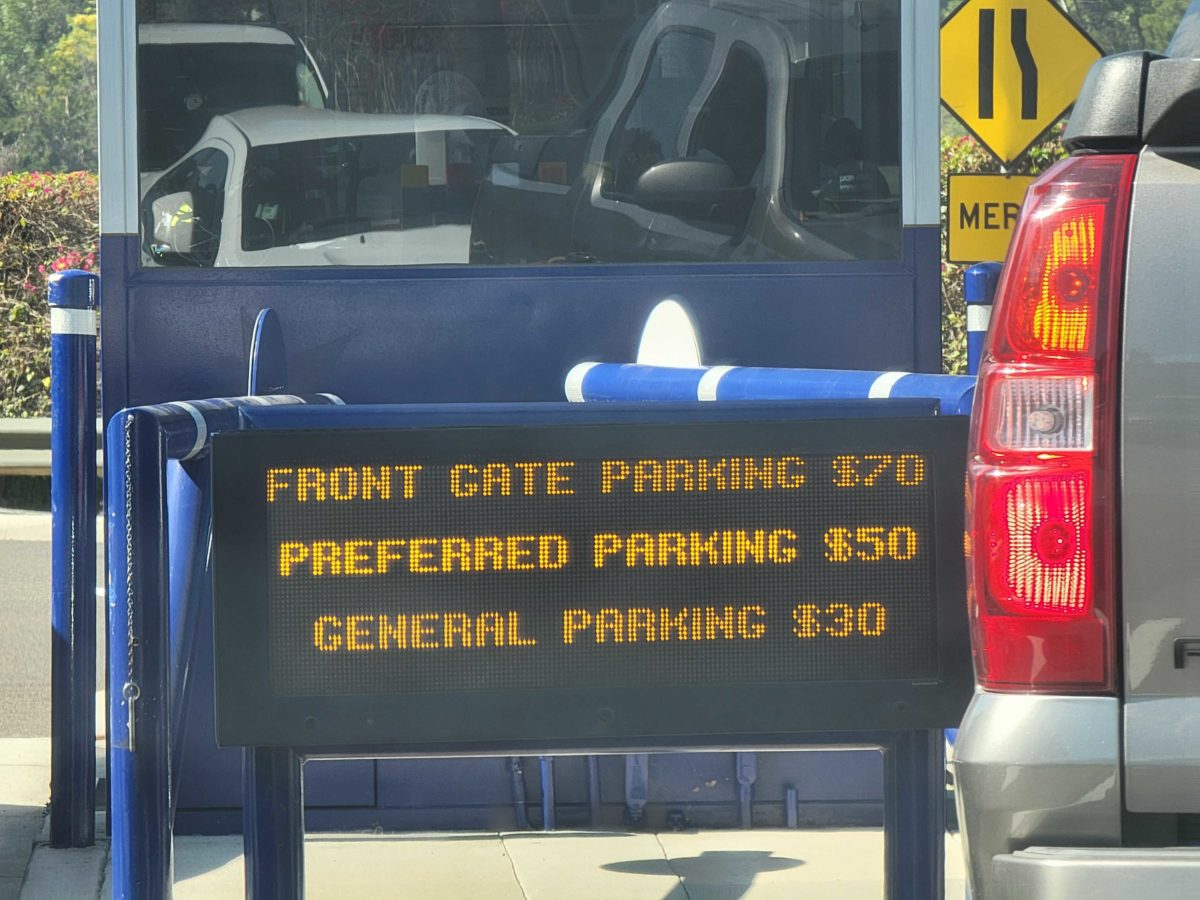 MER
FRONT GATE PARKING $70
PREFERRED PARKING $50
GENERAL PARKING $30